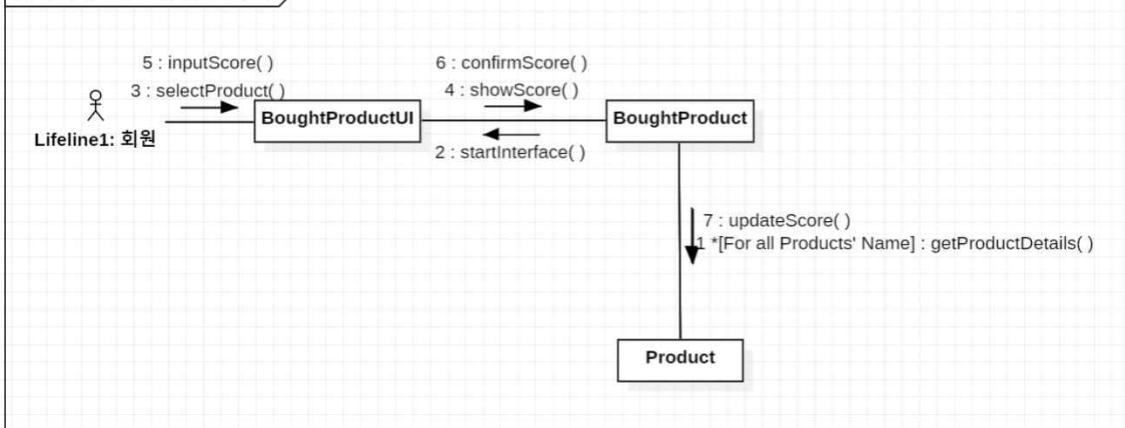 5 : inputScore( )
3 : selectProduct( )
6 : confirmScore( )
4 : showScore( )
Lifeline1: 회원
BoughtProductUI
BoughtProduct
2 : startInterface( )
7 : updateScore( )
1 *[For all Products' Name] : getProductDetails( )
Product